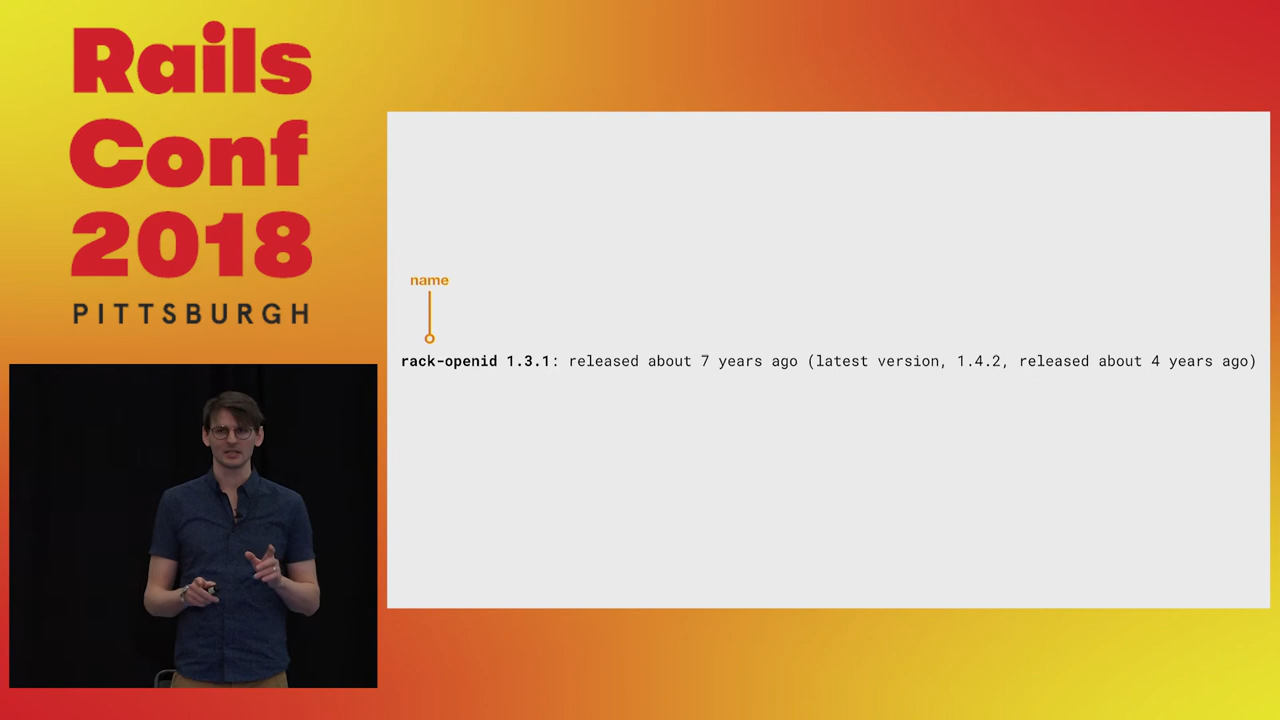 Rails
Conf
2018
PITTSBURGH
name
rack-openid 1.3.1: released about 7 years ago (latest version, 1.4.2, released about 4 years ago)